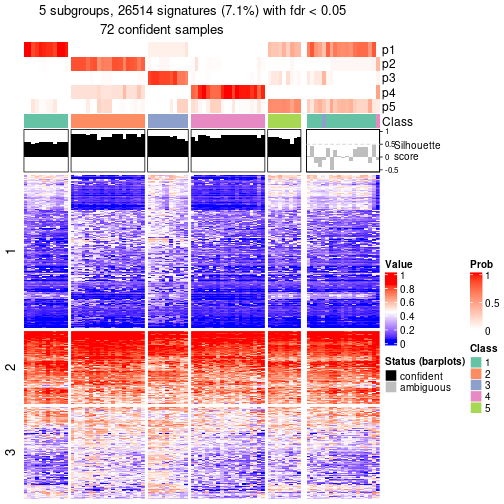 5 subgroups, 26514 signatures (7.1%) with fdr < 0.05
72 confident samples
p1
p2
p3
p4
p5
Class
1
0.5
0
-0.5
Silhouette
score
1
2
3
Value
1
0.8
0.6
0.4
0.2
0
Prob
1
0.5
0
Status (barplots)
confident
ambiguous
Class
1
2
3
4
5